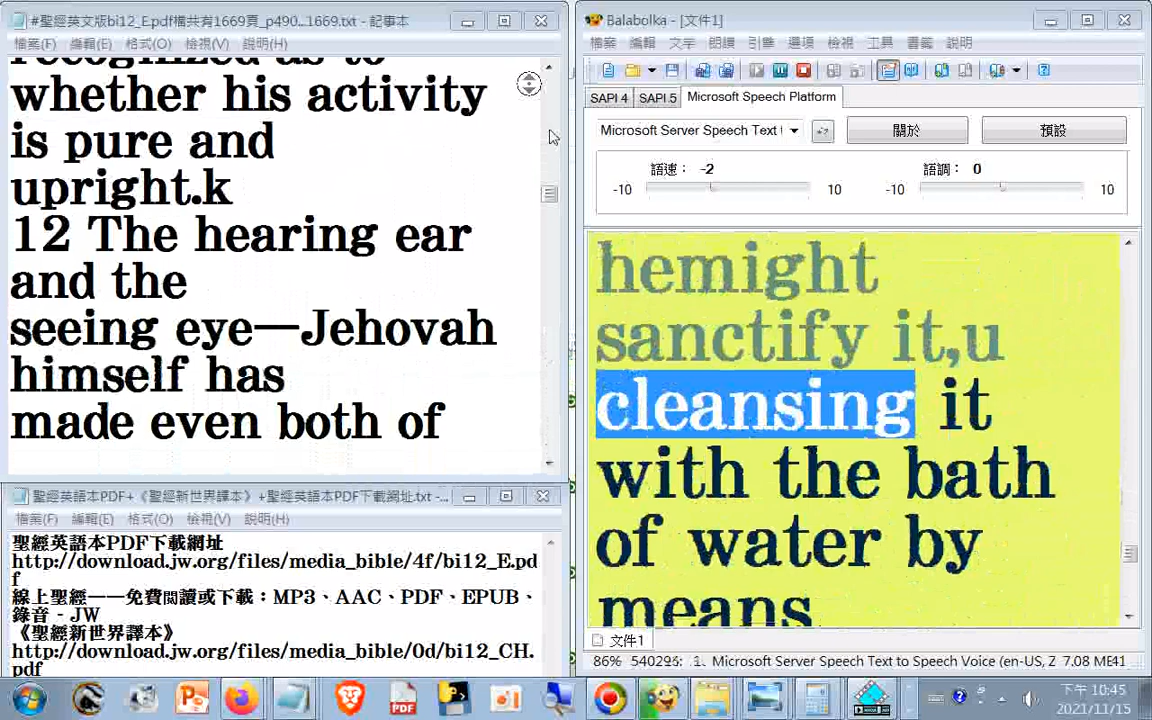 #聖經英文版bi12_E.pdf檔共有1669頁_p490...1669.txt - 記事本
檔案(F) 編輯(E) 格式(O) 檢視(V) 說明(H)
recognized as to
whether his activity
is pure and
upright.k
12 The hearing ear
and the
seeing eye—Jehovah
himself has
made even both of
聖經英語本PDF+《聖經新世界譯本》+聖經英語本PDF下載網址.txt -...
檔案(F) 編輯(E) 格式(O) 檢視(V) 說明(H)
聖經英語本PDF下載網址
http://download.jw.org/files/media_bible/4f/bi12_E.pd
f
線上聖經——免費閱讀或下載：MP3、AAC、PDF、EPUB、
錄音 - JW
《聖經新世界譯本》
http://download.jw.org/files/media_bible/0d/bi12_CH.
pdf
Balabolka - [文件1]
檔案 編輯 文字 朗讀 引擎 選項 檢視 工具 書籤 說明
SAPI 4 SAPI 5 Microsoft Speech Platform
Microsoft Server Speech Text 關於 預設
語速： -2 語調： 0
-10 10 -10 10
hemight
sanctify it,u
cleansing it
with the bath
of water by
means
文件1
86% 540296: 1. Microsoft Server Speech Text to Speech Voice (en-US, Z 7.08 ME41
PDF
下午 10:45
2021/11/15